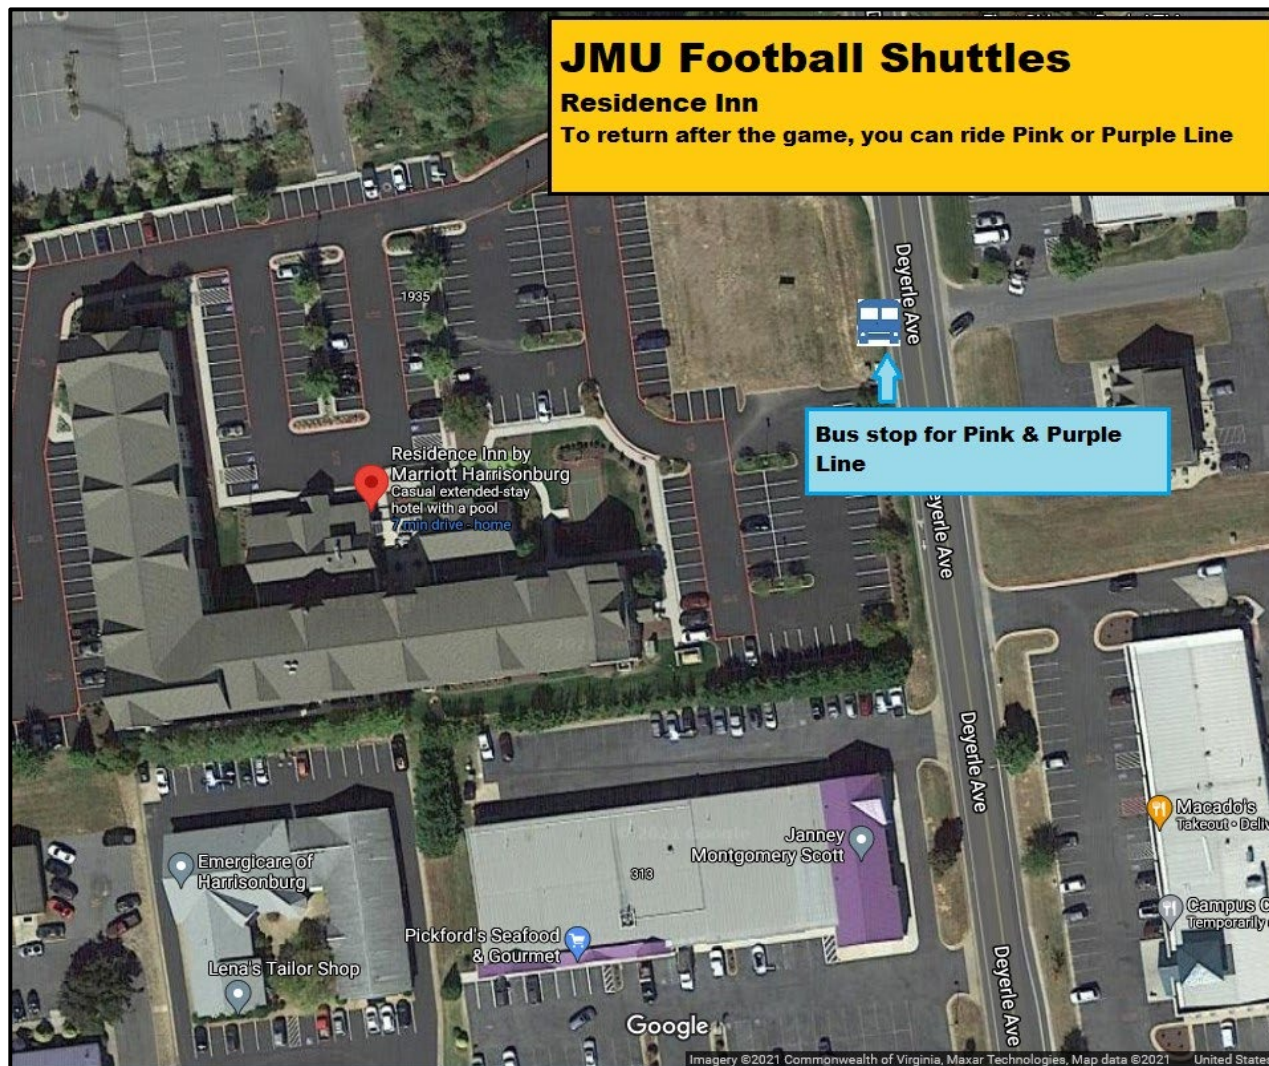 JMU Football Shuttles
Residence Inn
To return after the game, you can ride Pink or Purple Line
Deyerle Ave
1935
Bus stop for Pink & Purple
Line
Residence Inn by
Marriott Harrisonburg
Casual extended-stay
hotel with a pool
7 min drive - home
Deyerle Ave
Deyerle Ave
Macado's
Takeout • Deliv
Janney
Montgomery Scott
Emergicare of
Harrisonburg
313
Campus C
Temporarily
Pickford's Seafood
& Gourmet
Lena's Tailor Shop
Deyerle Ave
Google
Imagery ©2021 Commonwealth of Virginia, Maxar Technologies, Map data ©2021 United States